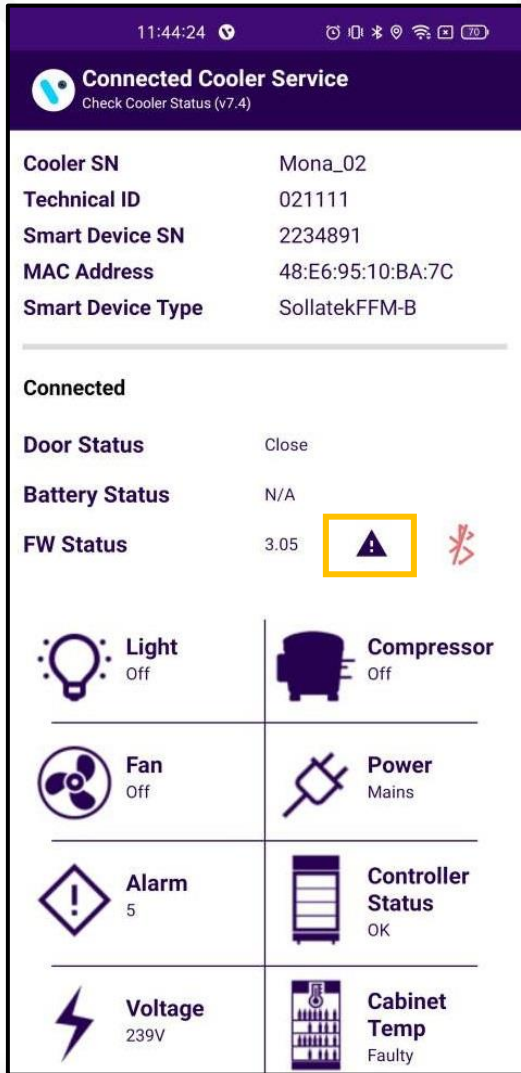 11:44:24
70
Connected Cooler Service
Check Cooler Status (v7.4)
Cooler SN Mona_02
Technical ID 021111
Smart Device SN 2234891
MAC Address 48:E6:95:10:BA:7C
Smart Device Type SollatekFFM-B
Connected
Door Status Close
Battery Status N/A
FW Status 3.05
Light
Off
Compressor
Off
Fan
Off
Power
Mains
Alarm
5
Controller
Status
OK
Voltage
239V
Cabinet
Temp
Faulty